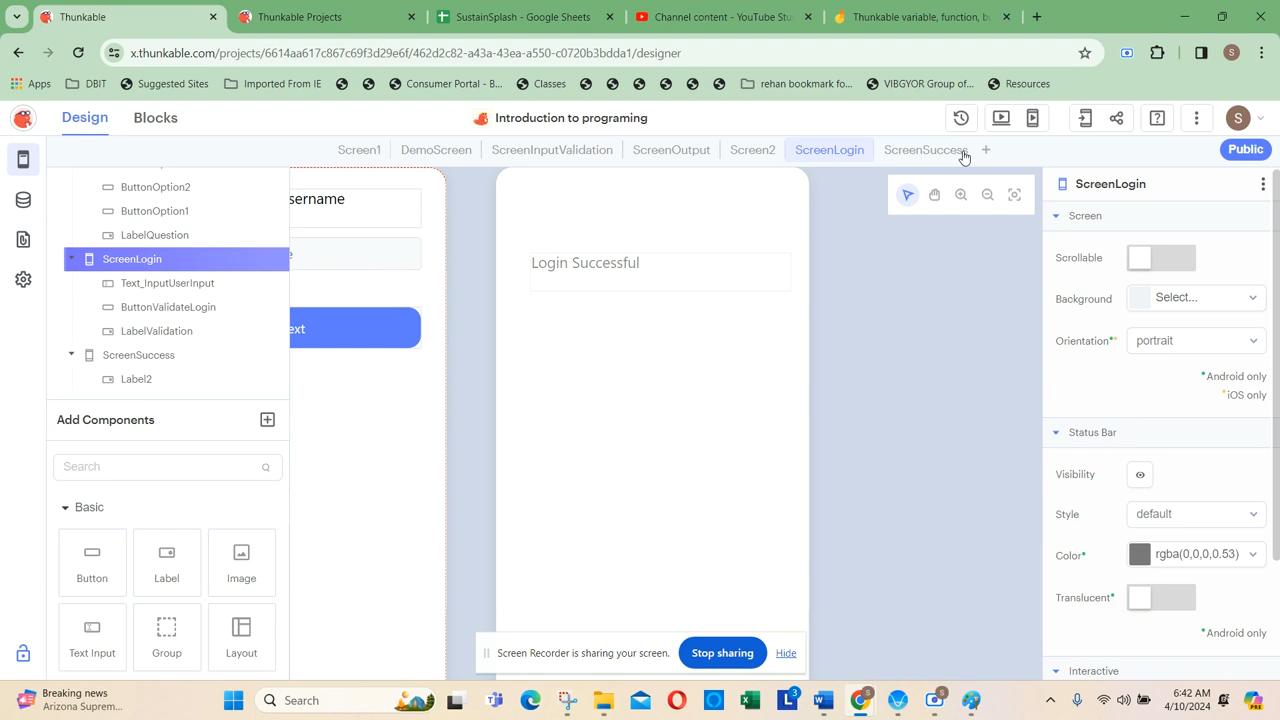 Thunkable
Thunkable Projects
SustainSplash - Google Sheets
Channel content - YouTube Stu
Thunkable variable, function, b
x.thunkable.com/projects/6614aa617c867c69f3d29e6f/462d2c82-a43a-43ea-a550-c0720b3bdda1/designer
S
Apps
DBIT
Suggested Sites
Imported From IE
Consumer Portal - B...
Classes
rehan bookmark fo...
VIBGYOR Group of...
Resources
Design
Blocks
Introduction to programing
S
Screen1
DemoScreen
ScreenInputValidation
ScreenOutput
Screen2
ScreenLogin
ScreenSuccess
Public
ButtonOption2
ButtonOption1
LabelQuestion
ScreenLogin
Text_InputUserInput
ButtonValidateLogin
LabelValidation
ScreenSuccess
Label2
Add Components
Search
Basic
Button
Label
Image
Text Input
Group
Layout
sername
e
ext
Login Successful
ScreenLogin
Screen
Scrollable
Background
Select...
Orientation**
portrait
*Android only
*iOS only
Status Bar
Visibility
Style
default
Color*
rgba(0,0,0,0.53)
Translucent*
*Android only
Interactive
Screen Recorder is sharing your screen.
Stop sharing
Hide
Breaking news
Arizona Suprem...
Search
3
6:42 AM
4/10/2024